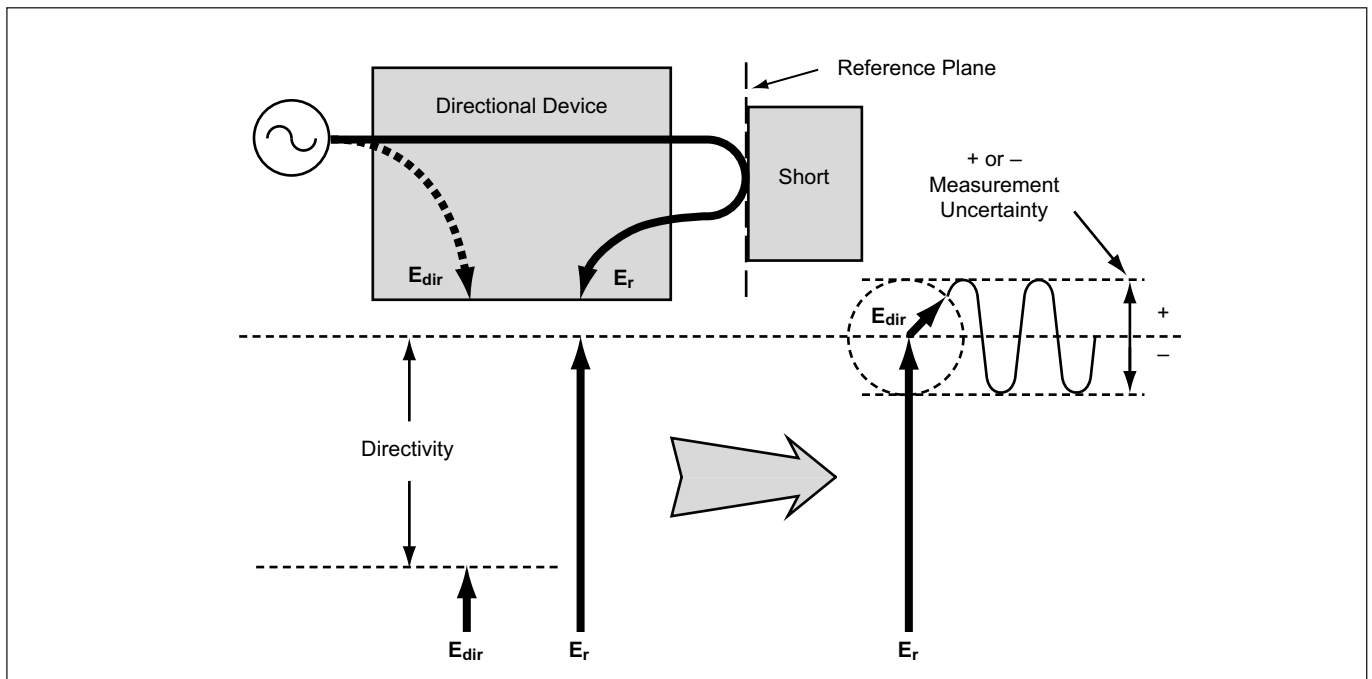 Reference Plane
Directional Device
Short
+ or –
Measurement
Uncertainty
E_dir
E_r
E_dir
+
–
Directivity
E_dir
E_r
E_r